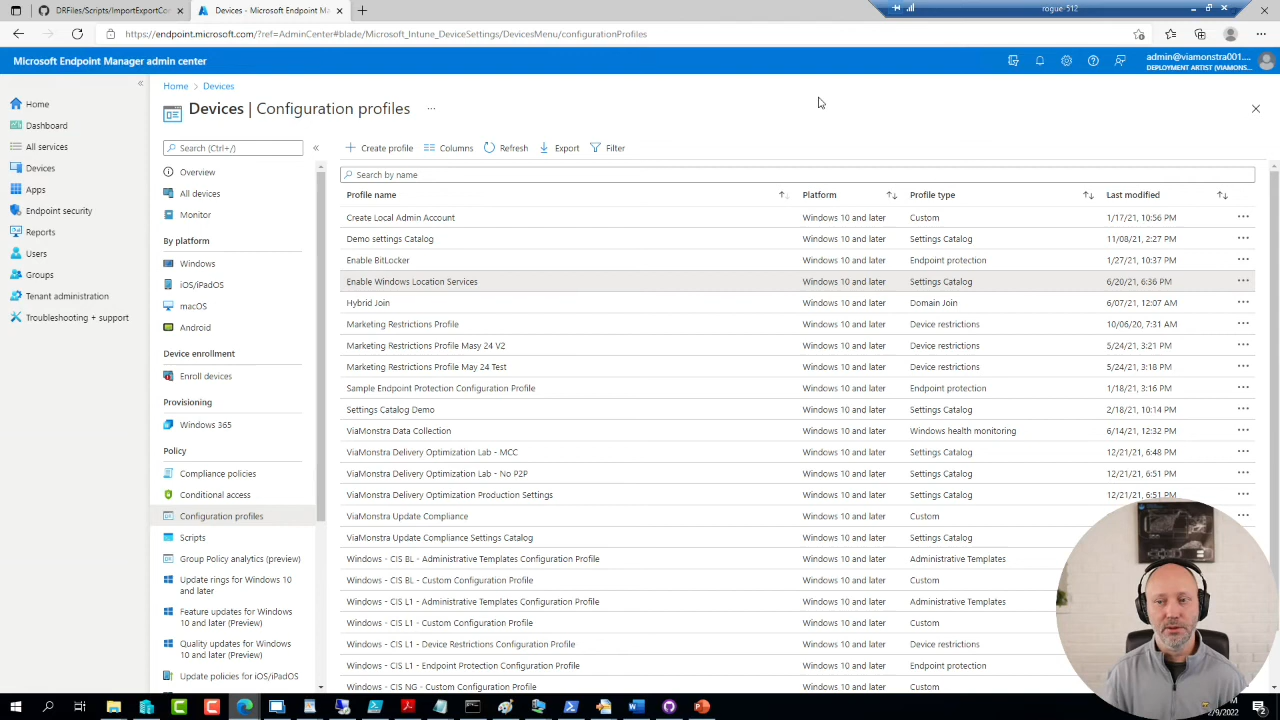 DRFiles/Scripts/ImportExportCor
Devices - Microsoft Endpoint Man
rogue-512
https://endpoint.microsoft.com/?ref=AdminCenter#blade/Microsoft_Intune_DeviceSettings/DevicesMenu/configurationProfiles
Microsoft Endpoint Manager admin center
admin@viamonstra001....
DEPLOYMENT ARTIST (VIAMONS...
Home > Devices
Devices | Configuration profiles ...
Home
Dashboard
All services
Devices
Apps
Endpoint security
Reports
Users
Groups
Tenant administration
Troubleshooting + support
Search (Ctrl+/)
Overview
All devices
Monitor
By platform
Windows
iOS/iPadOS
macOS
Android
Device enrollment
Enroll devices
Provisioning
Windows 365
Policy
Compliance policies
Conditional access
Configuration profiles
Scripts
Group Policy analytics (preview)
Update rings for Windows 10
and later
Feature updates for Windows
10 and later (Preview)
Quality updates for Windows
10 and later (Preview)
Update policies for iOS/iPadOS
Create profile Columns Refresh Export Filter
Search by name
Profile name Platform Profile type Last modified
Create Local Admin Account Windows 10 and later Custom 1/17/21, 10:56 PM
Demo settings Catalog Windows 10 and later Settings Catalog 11/08/21, 2:27 PM
Enable BitLocker Windows 10 and later Endpoint protection 1/27/21, 10:37 PM
Enable Windows Location Services Windows 10 and later Settings Catalog 6/20/21, 6:36 PM
Hybrid Join Windows 10 and later Domain Join 6/07/21, 12:07 AM
Marketing Restrictions Profile Windows 10 and later Device restrictions 10/06/20, 7:31 AM
Marketing Restrictions Profile Masy 24 V2 Windows 10 and later Device restrictions 5/24/21, 3:21 PM
Marketing Restrictions Profile May 24 Test Windows 10 and later Device restrictions 5/24/21, 3:18 PM
Sample Endpoint Protection Configuration Profile Windows 10 and later Endpoint protection 1/18/21, 3:16 PM
Settings Catalog Demo Windows 10 and later Settings Catalog 2/18/21, 10:14 PM
ViaMonstra Data Collection Windows 10 and later Windows health monitoring 6/14/21, 12:32 PM
ViaMonstra Delivery Optimization Lab - MCC Windows 10 and later Settings Catalog 12/21/21, 6:48 PM
ViaMonstra Delivery Optimization Lab - No P2P Windows 10 and later Settings Catalog 12/21/21, 6:51 PM
ViaMonstra Delivery Optimization Production Settings Windows 10 and later Settings Catalog 12/21/21, 6:51 PM
ViaMonstra Update Compliance Windows 10 and later Custom
ViaMonstra Update Compliance Settings Catalog Windows 10 and later Settings Catalog
Windows - CIS BL - Administrative Templates Configuration Profile Windows 10 and later Administrative Templates
Windows - CIS BL - Custom Configuration Profile Windows 10 and later Custom
Windows - CIS L1 - Administrative Templates Configuration Profile Windows 10 and later Administrative Templates
Windows - CIS L1 - Custom Configuration Profile Windows 10 and later Custom
Windows - CIS L1 - Device Restrictions Configuration Profile Windows 10 and later Device restrictions
Windows - CIS L1 - Endpoint Protection Configuration Profile Windows 10 and later Endpoint protection
Windows - CIS NG - Custom Configuration Profile Windows 10 and later Custom
2/9/2022